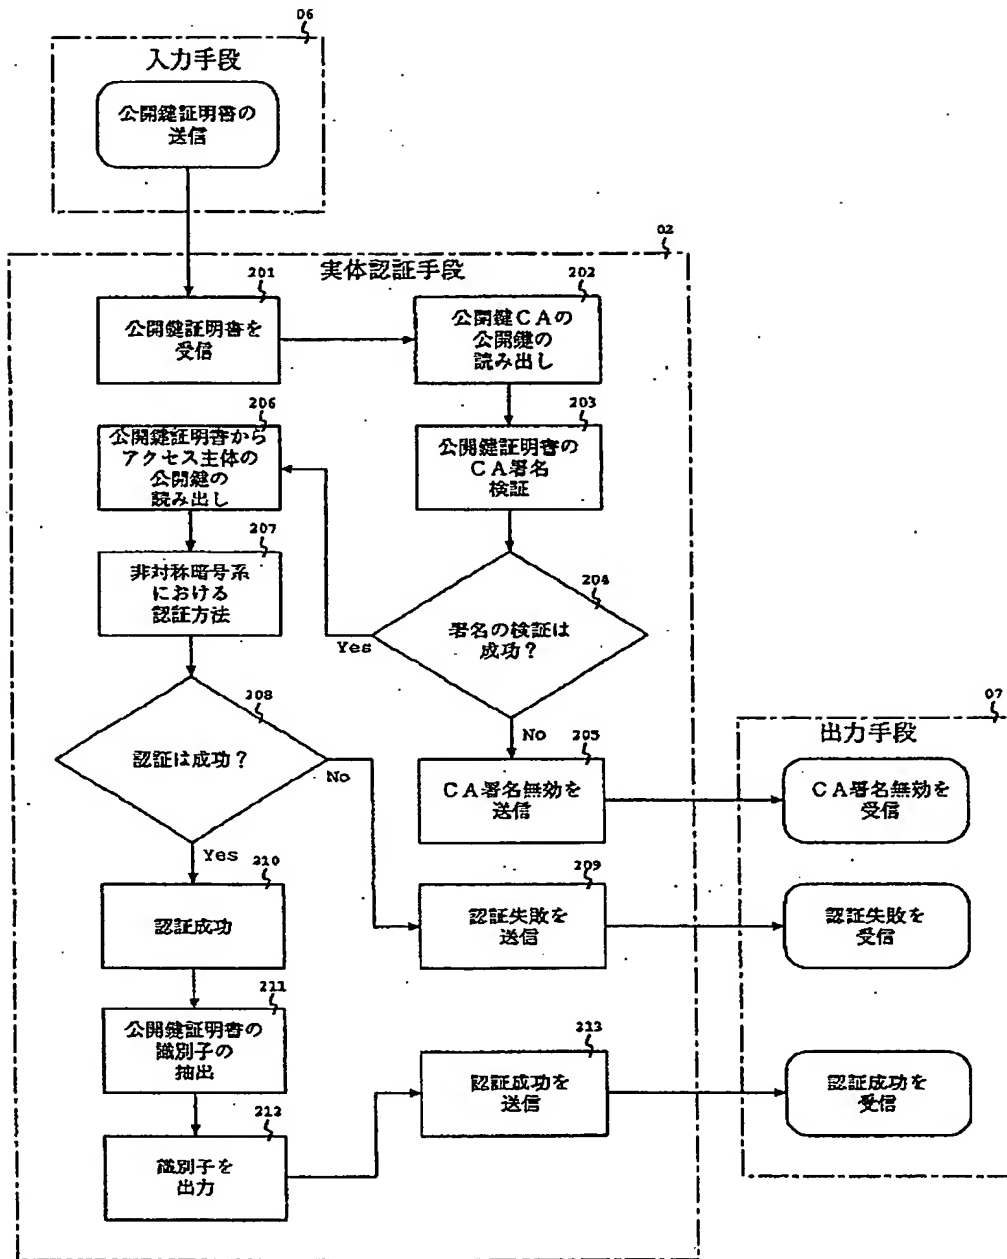 06
入力手段
公開鍵証明書の
送信
02
実体認証手段
201
公開鍵証明書を
受信
202
公開鍵CAの
公開鍵の
読み出し
206
公開鍵証明書から
アクセス主体の
公開鍵の
読み出し
203
公開鍵証明書の
CA署名
検証
207
非対称暗号系
における
認証方法
204
署名の検証は
成功?
Yes
No
208
認証は成功?
No
Yes
205
CA署名無効を
送信
07
出力手段
CA署名無効を
受信
210
認証成功
209
認証失敗を
送信
認証失敗を
受信
211
公開鍵証明書の
識別子の
抽出
213
認証成功を
送信
認証成功を
受信
212
識別子を
出力